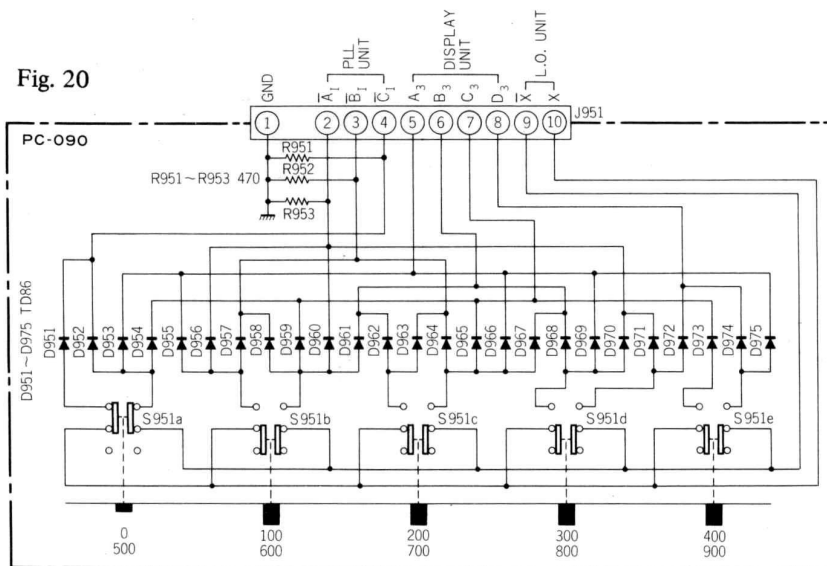 Fig. 20
PLL
UNIT
DISPLAY
UNIT
L.O. UNIT
GND
A̅₁
B̅₁
C̅₁
A₃
B₃
C₃
D₃
X̅
X
1 2 3 4 5 6 7 8 9 10
J951
PC-090
R951
R951~R953 470
R952
R953
D951~D975 TD86
D951 D952 D953 D954 D955 D956 D957 D958 D959 D960 D961 D962 D963 D964 D965 D966 D967 D968 D969 D970 D971 D972 D973 D974 D975
S951a S951b S951c S951d S951e
0 100 200 300 400
500 600 700 800 900